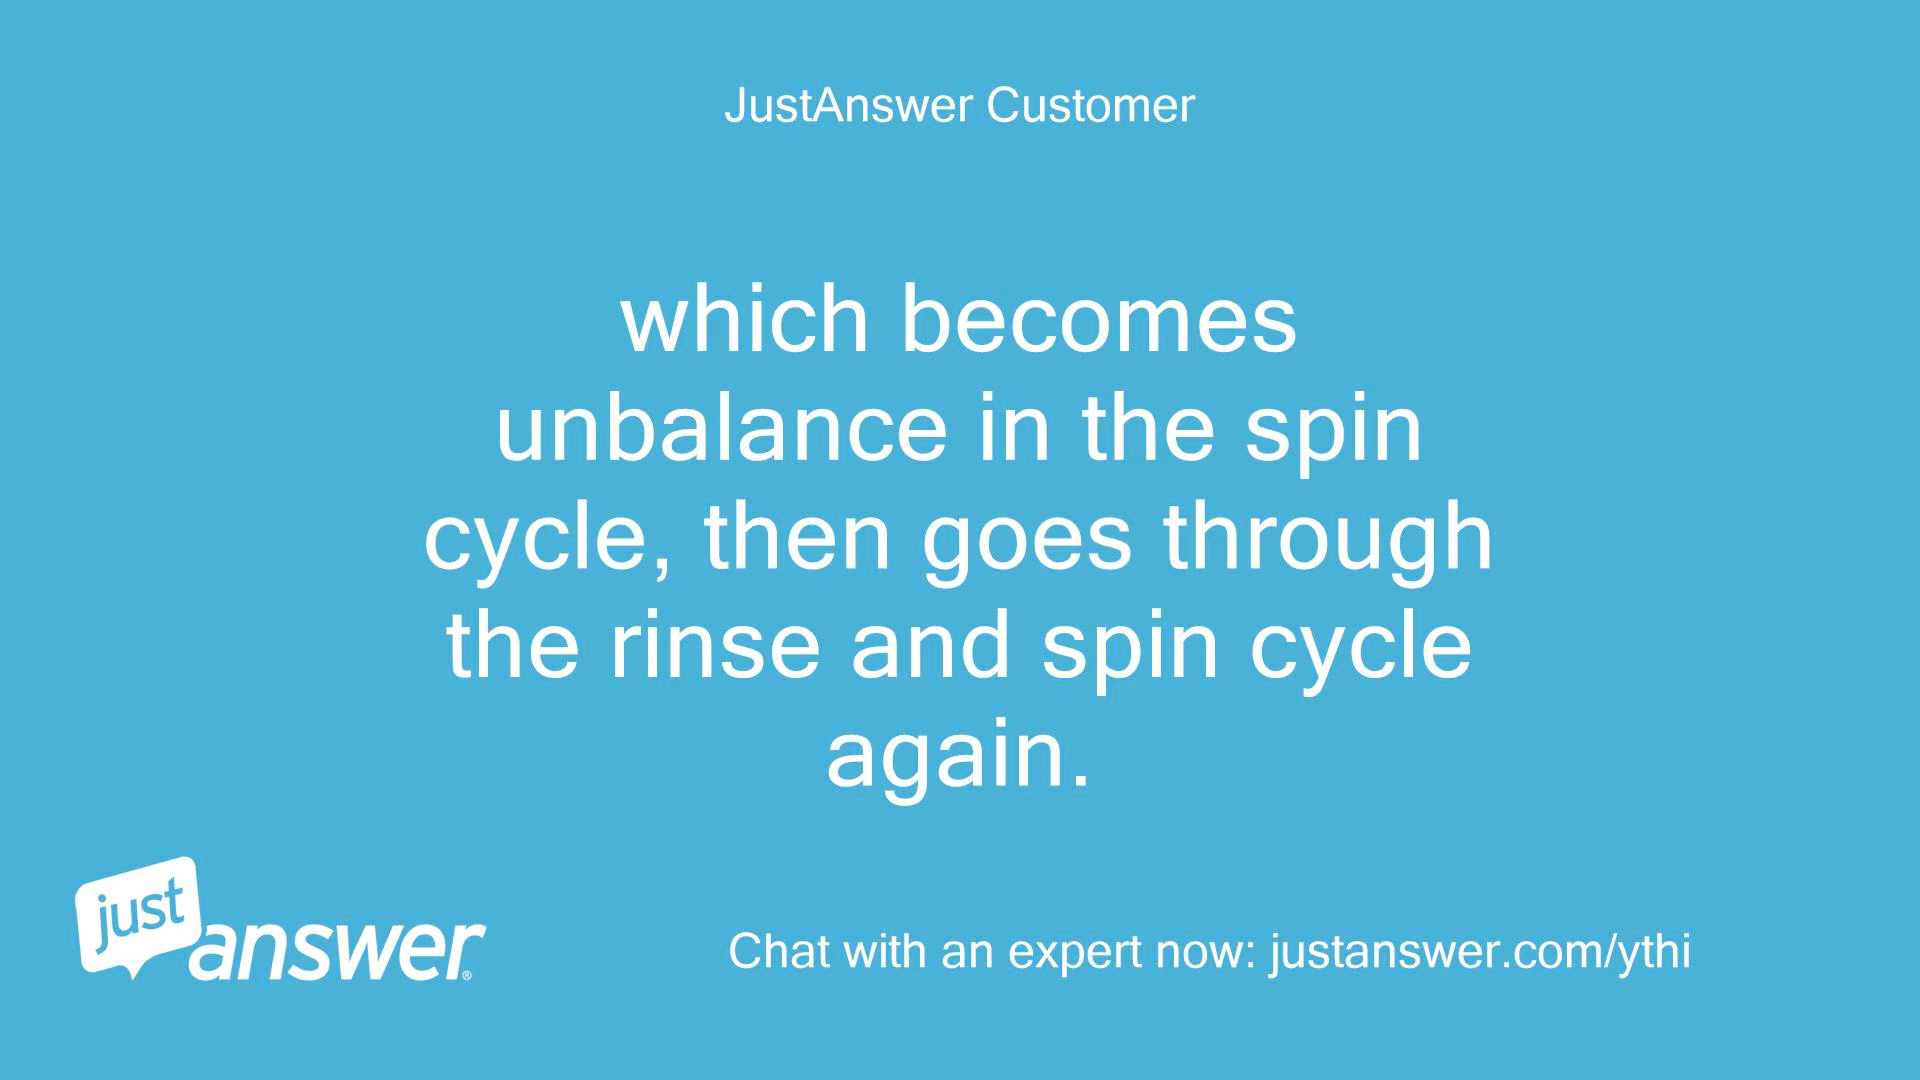 JustAnswer Customer
which becomes
unbalance in the spin
cycle, then goes through
the rinse and spin cycle
again.
just
answer®
Chat with an expert now: justanswer.com/ythi